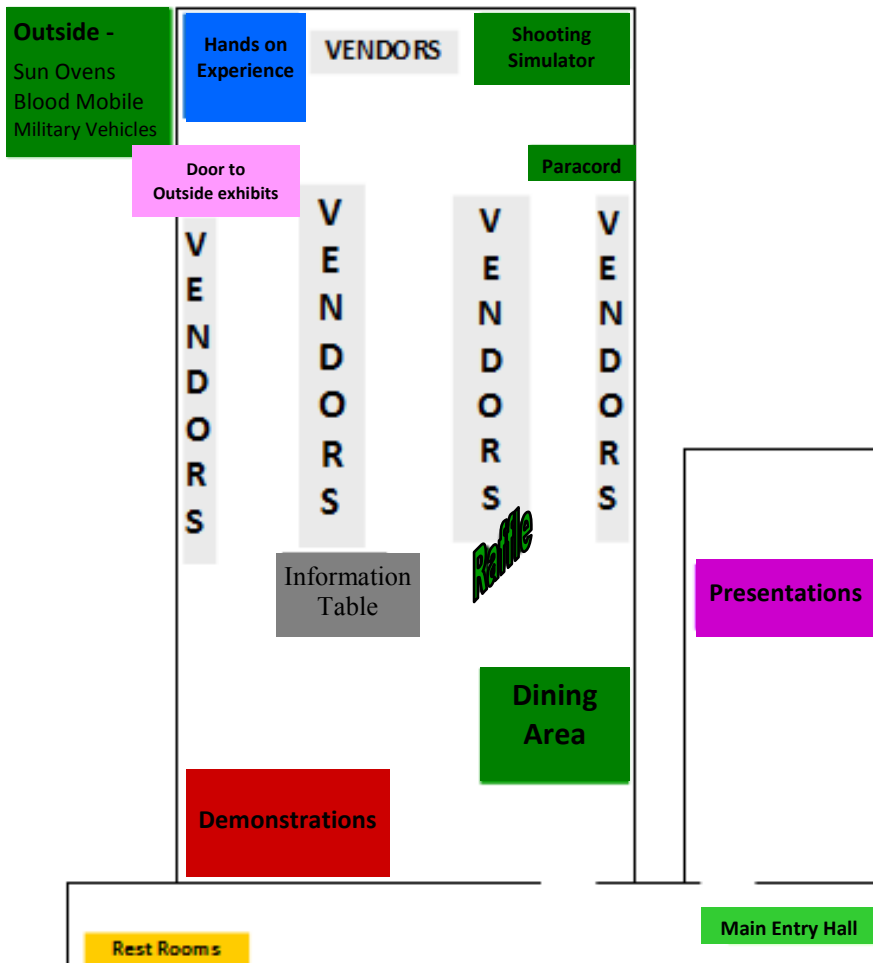 Outside -
Sun Ovens
Blood Mobile
Military Vehicles
Hands on
Experience
VENDORS
Shooting
Simulator
Door to
Outside exhibits
Paracord
VENDORS
VENDORS
VENDORS
VENDORS
Raffle
Information
Table
Presentations
Dining
Area
Demonstrations
Main Entry Hall
Rest Rooms